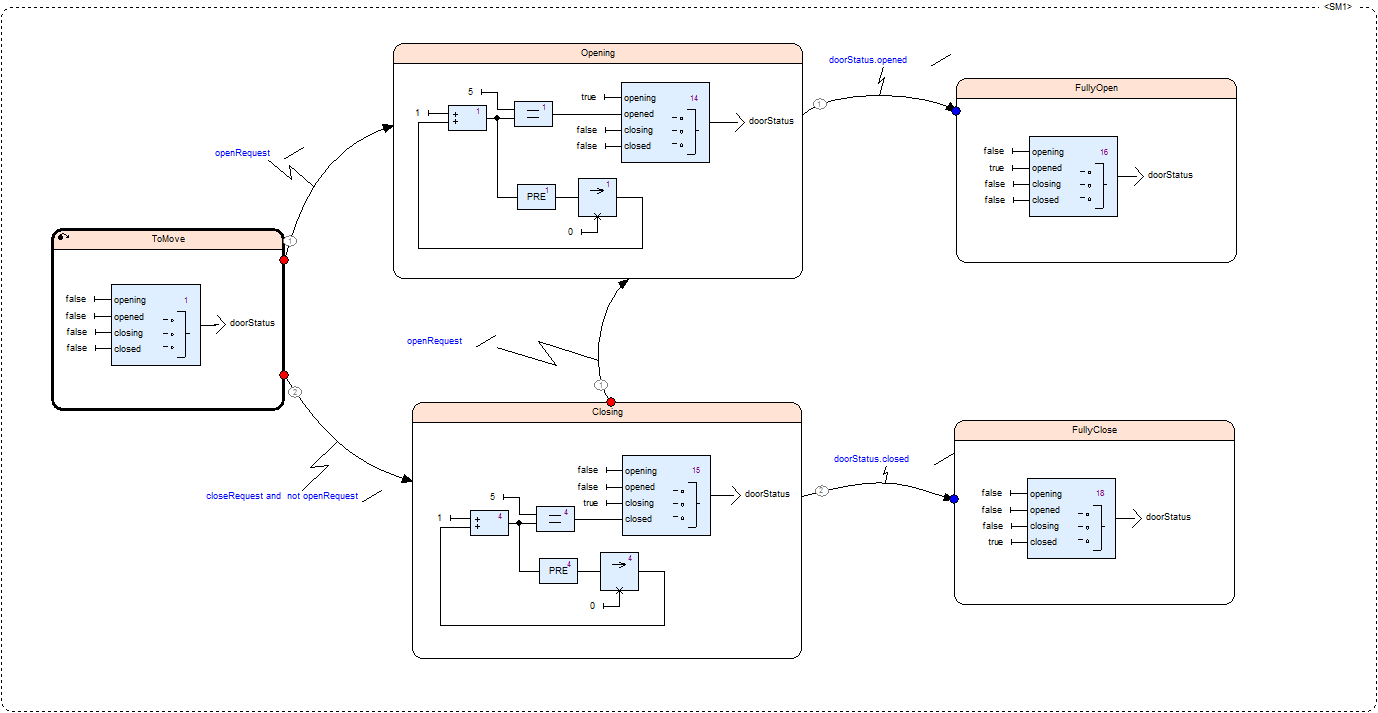 <SM1>
Opening
5
1
1
1
true
opening
14
opened
false
closing
false
closed
doorStatus
PRE
1
1
0
doorStatus.opened
1
FullyOpen
false
opening
16
true
opened
false
closing
false
closed
doorStatus
openRequest
1
ToMove
false
opening
1
false
opened
false
closing
false
closed
doorStatus
2
closeRequest and not openRequest
openRequest
1
Closing
false
opening
15
false
opened
true
closing
closed
doorStatus
5
1
4
4
PRE
4
4
0
doorStatus.closed
2
FullyClose
false
opening
18
false
opened
false
closing
true
closed
doorStatus